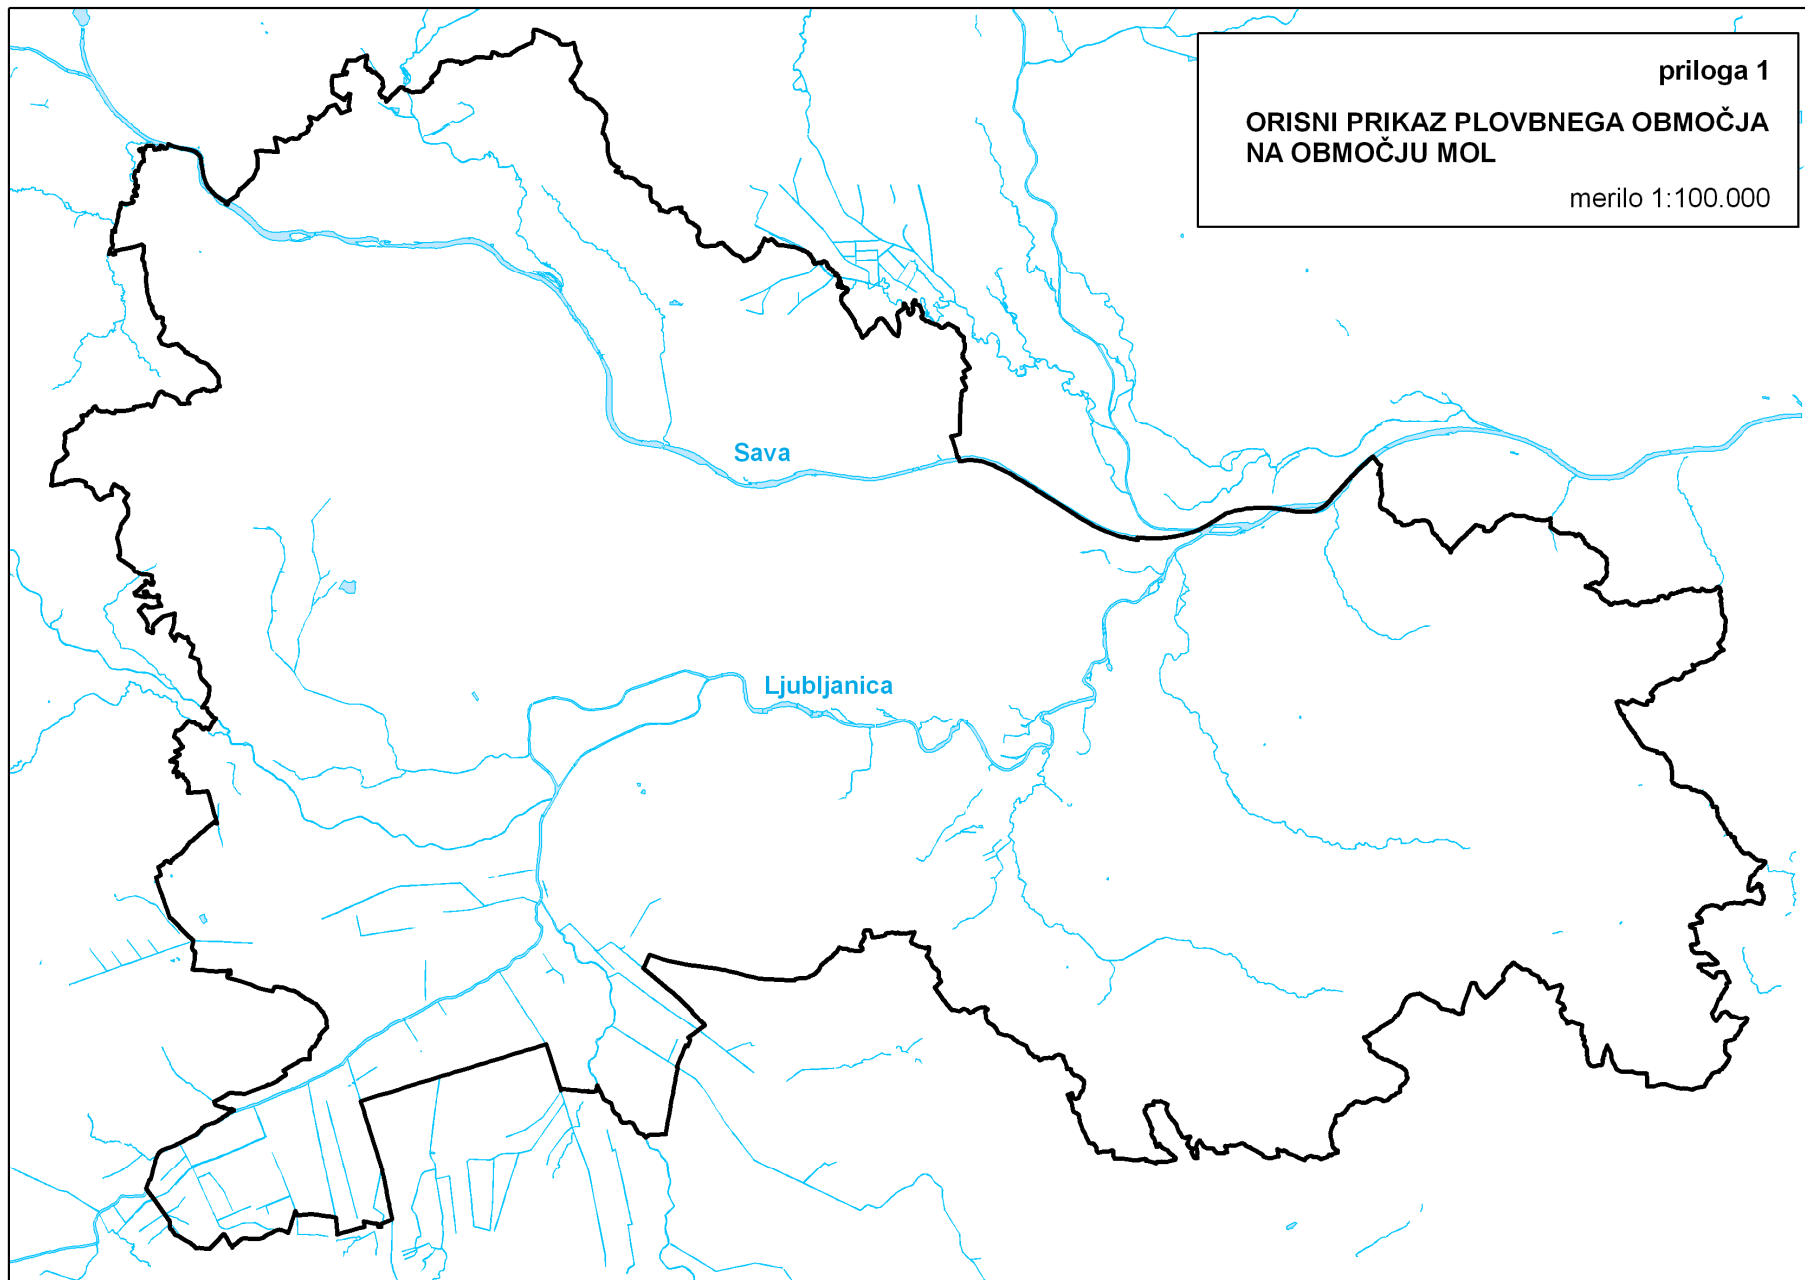 priloga 1
ORISNI PRIKAZ PLOVBNEGA OBMOČJA
NA OBMOČJU MOL
merilo 1:100.000
Sava
Ljubljanica